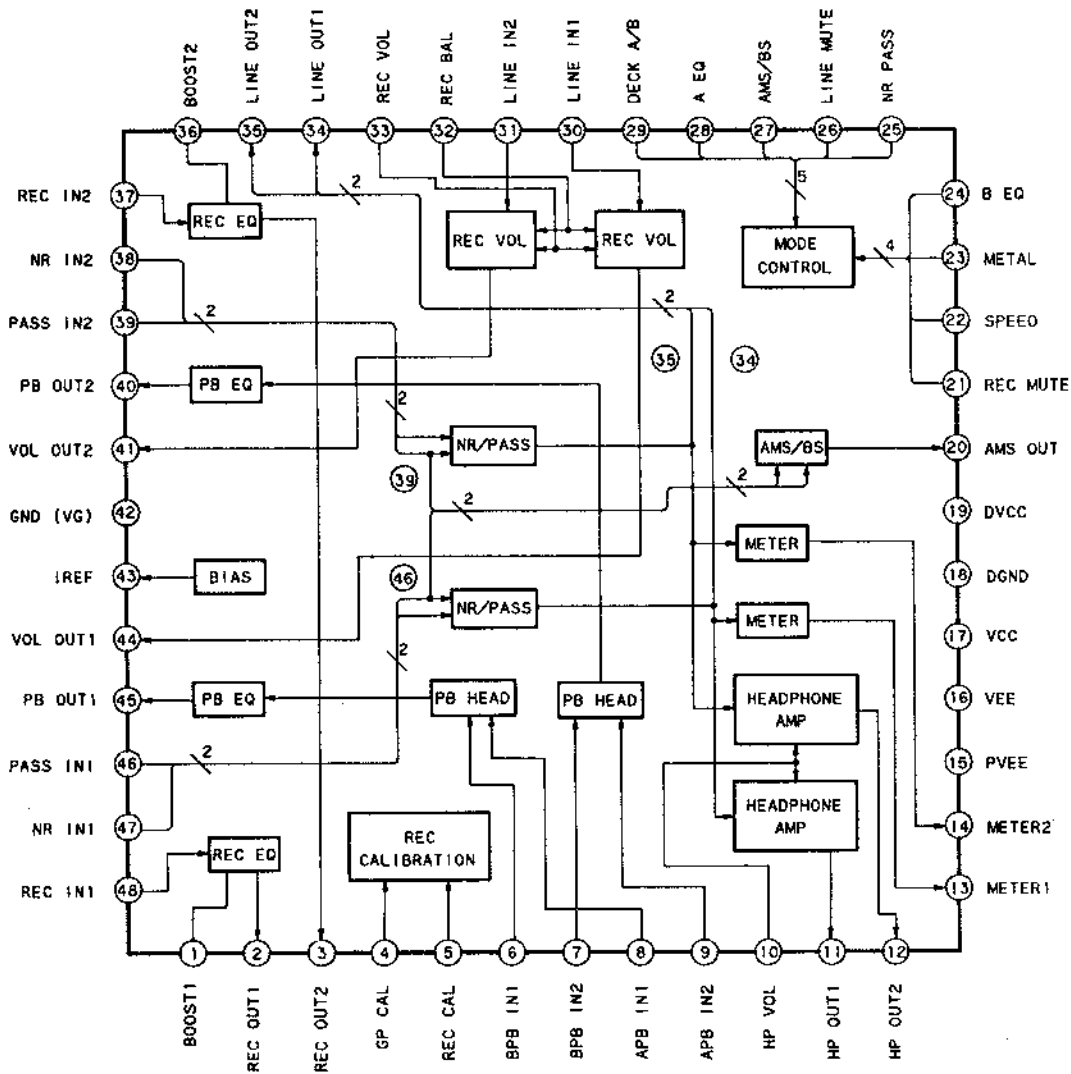 BOOST2
LINE OUT2
LINE OUT1
REC VOL
REC BAL
LINE IN2
LINE IN1
DECK A/B
A EQ
AMS/BS
LINE MUTE
NR PASS
36
35
34
33
32
31
30
29
28
27
26
25
REC IN2
37
REC EQ
2
REC VOL
REC VOL
5
MODE
CONTROL
4
24
B EQ
NR IN2
38
23
METAL
PASS IN2
39
2
2
22
SPEED
35
34
PB OUT2
40
PB EQ
2
21
REC MUTE
VOL OUT2
41
NR/PASS
AMS/BS
20
AMS OUT
39
2
2
GND (VG)
42
19
DVCC
METER
IREF
43
BIAS
46
18
DGND
NR/PASS
METER
VOL OUT1
44
2
17
VCC
PB OUT1
45
PB EQ
PB HEAD
PB HEAD
HEADPHONE
AMP
16
VEE
PASS IN1
46
2
15
PVEE
NR IN1
47
HEADPHONE
AMP
14
METER2
REC EQ
REC
CALIBRATION
REC IN1
48
13
METER1
1
2
3
4
5
6
7
8
9
10
11
12
BOOST1
REC OUT1
REC OUT2
GP CAL
REC CAL
BPB IN1
BPB IN2
APB IN1
APB IN2
HP VOL
HP OUT1
HP OUT2